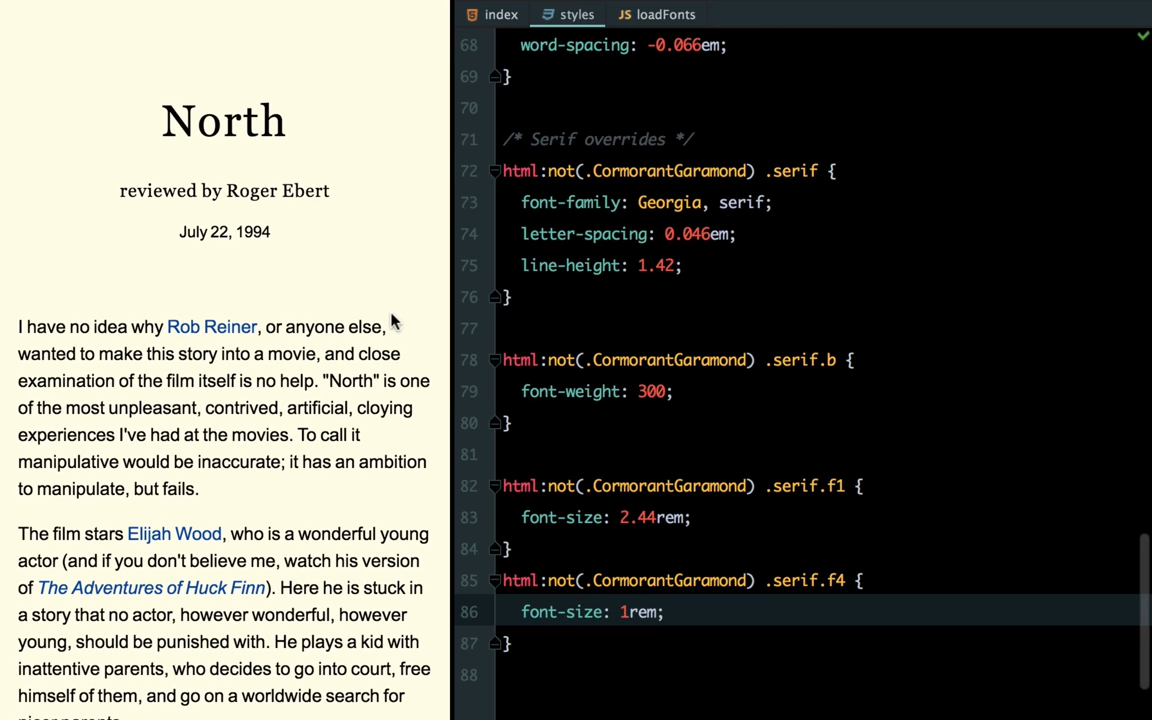 North
reviewed by Roger Ebert
July 22, 1994
I have no idea why Rob Reiner, or anyone else,
wanted to make this story into a movie, and close
examination of the film itself is no help. "North" is one
of the most unpleasant, contrived, artificial, cloying
experiences I've had at the movies. To call it
manipulative would be inaccurate; it has an ambition
to manipulate, but fails.
The film stars Elijah Wood, who is a wonderful young
actor (and if you don't believe me, watch his version
of The Adventures of Huck Finn). Here he is stuck in
a story that no actor, however wonderful, however
young, should be punished with. He plays a kid with
inattentive parents, who decides to go into court, free
himself of them, and go on a worldwide search for
index styles JS loadFonts
68 word-spacing: -0.066em;
69 }
70
71 /* Serif overrides */
72 html:not(.CormorantGaramond) .serif {
73 font-family: Georgia, serif;
74 letter-spacing: 0.046em;
75 line-height: 1.42;
76 }
77
78 html:not(.CormorantGaramond) .serif.b {
79 font-weight: 300;
80 }
81
82 html:not(.CormorantGaramond) .serif.f1 {
83 font-size: 2.44rem;
84 }
85 html:not(.CormorantGaramond) .serif.f4 {
86 font-size: 1rem;
87 }
88